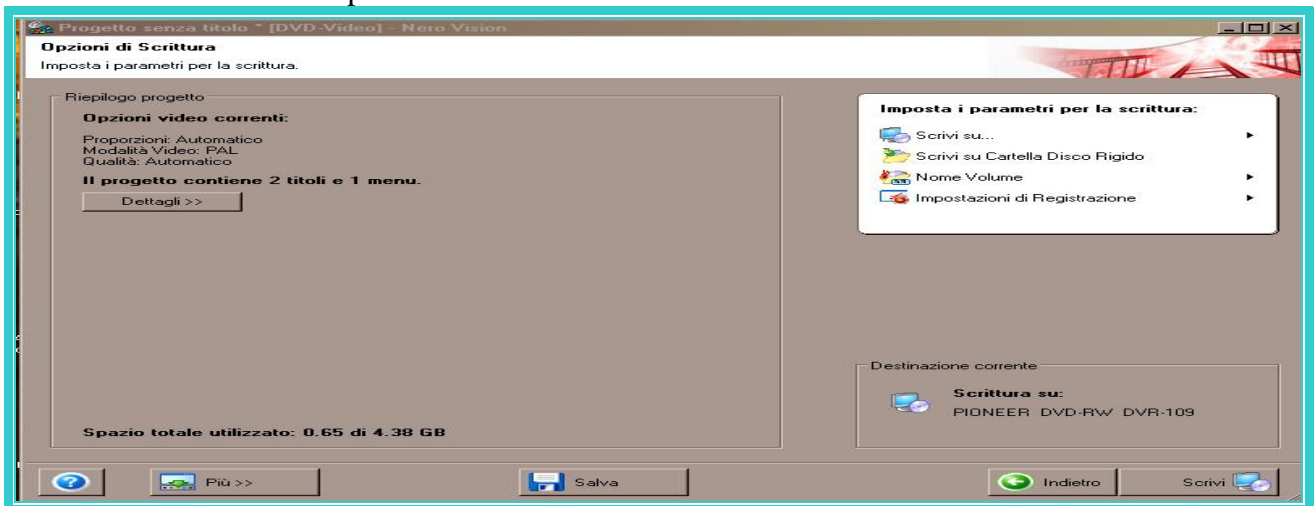 Progetto senza titolo * [DVD-Video] - Nero Vision
Opzioni di Scrittura
Imposta i parametri per la scrittura.
Riepilogo progetto
Opzioni video correnti:
Proporzioni: Automatico
Modalità Video: PAL
Qualità: Automatico
Il progetto contiene 2 titoli e 1 menu.
Dettagli >>
Spazio totale utilizzato: 0.65 di 4.38 GB
Imposta i parametri per la scrittura:
Scrivi su...
Scrivi su Cartella Disco Rigido
Nome Volume
Impostazioni di Registrazione
Destinazione corrente
Scrittura su:
PIONEER DVD-RW DVR-109
Più >>
Salva
Indietro
Scrivi